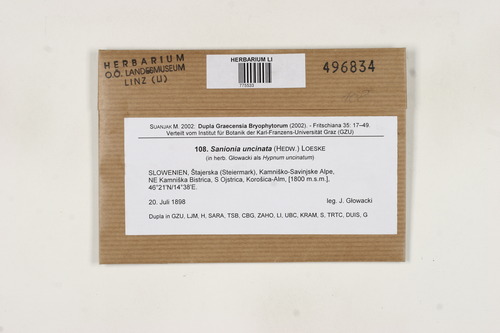 HERBARIUM
O.Ö. LANDESMUSEUM
LINZ (LI)
HERBARIUM LI
775533
496834
SUANJAK M. 2002: Dupla Graecensia Bryophytorum (2002). - Fritschiana 35: 17–49.
Verteilt vom Institut für Botanik der Karl-Franzens-Universität Graz (GZU)
108. Sanionia uncinata (HEDW.) LOESKE
(in herb. Głowacki als Hypnum uncinatum)
SLOWENIEN, Štajerska (Steiermark), Kamniško-Savinjske Alpe,
NE Kamniška Bistrica, S Ojstrica, Korošica-Alm, [1800 m.s.m.],
46°21'N/14°38'E.
20. Juli 1898 leg. J. Głowacki
Dupla in GZU, LJM, H, SARA, TSB, CBG, ZAHO, LI, UBC, KRAM, S, TRTC, DUIS, G